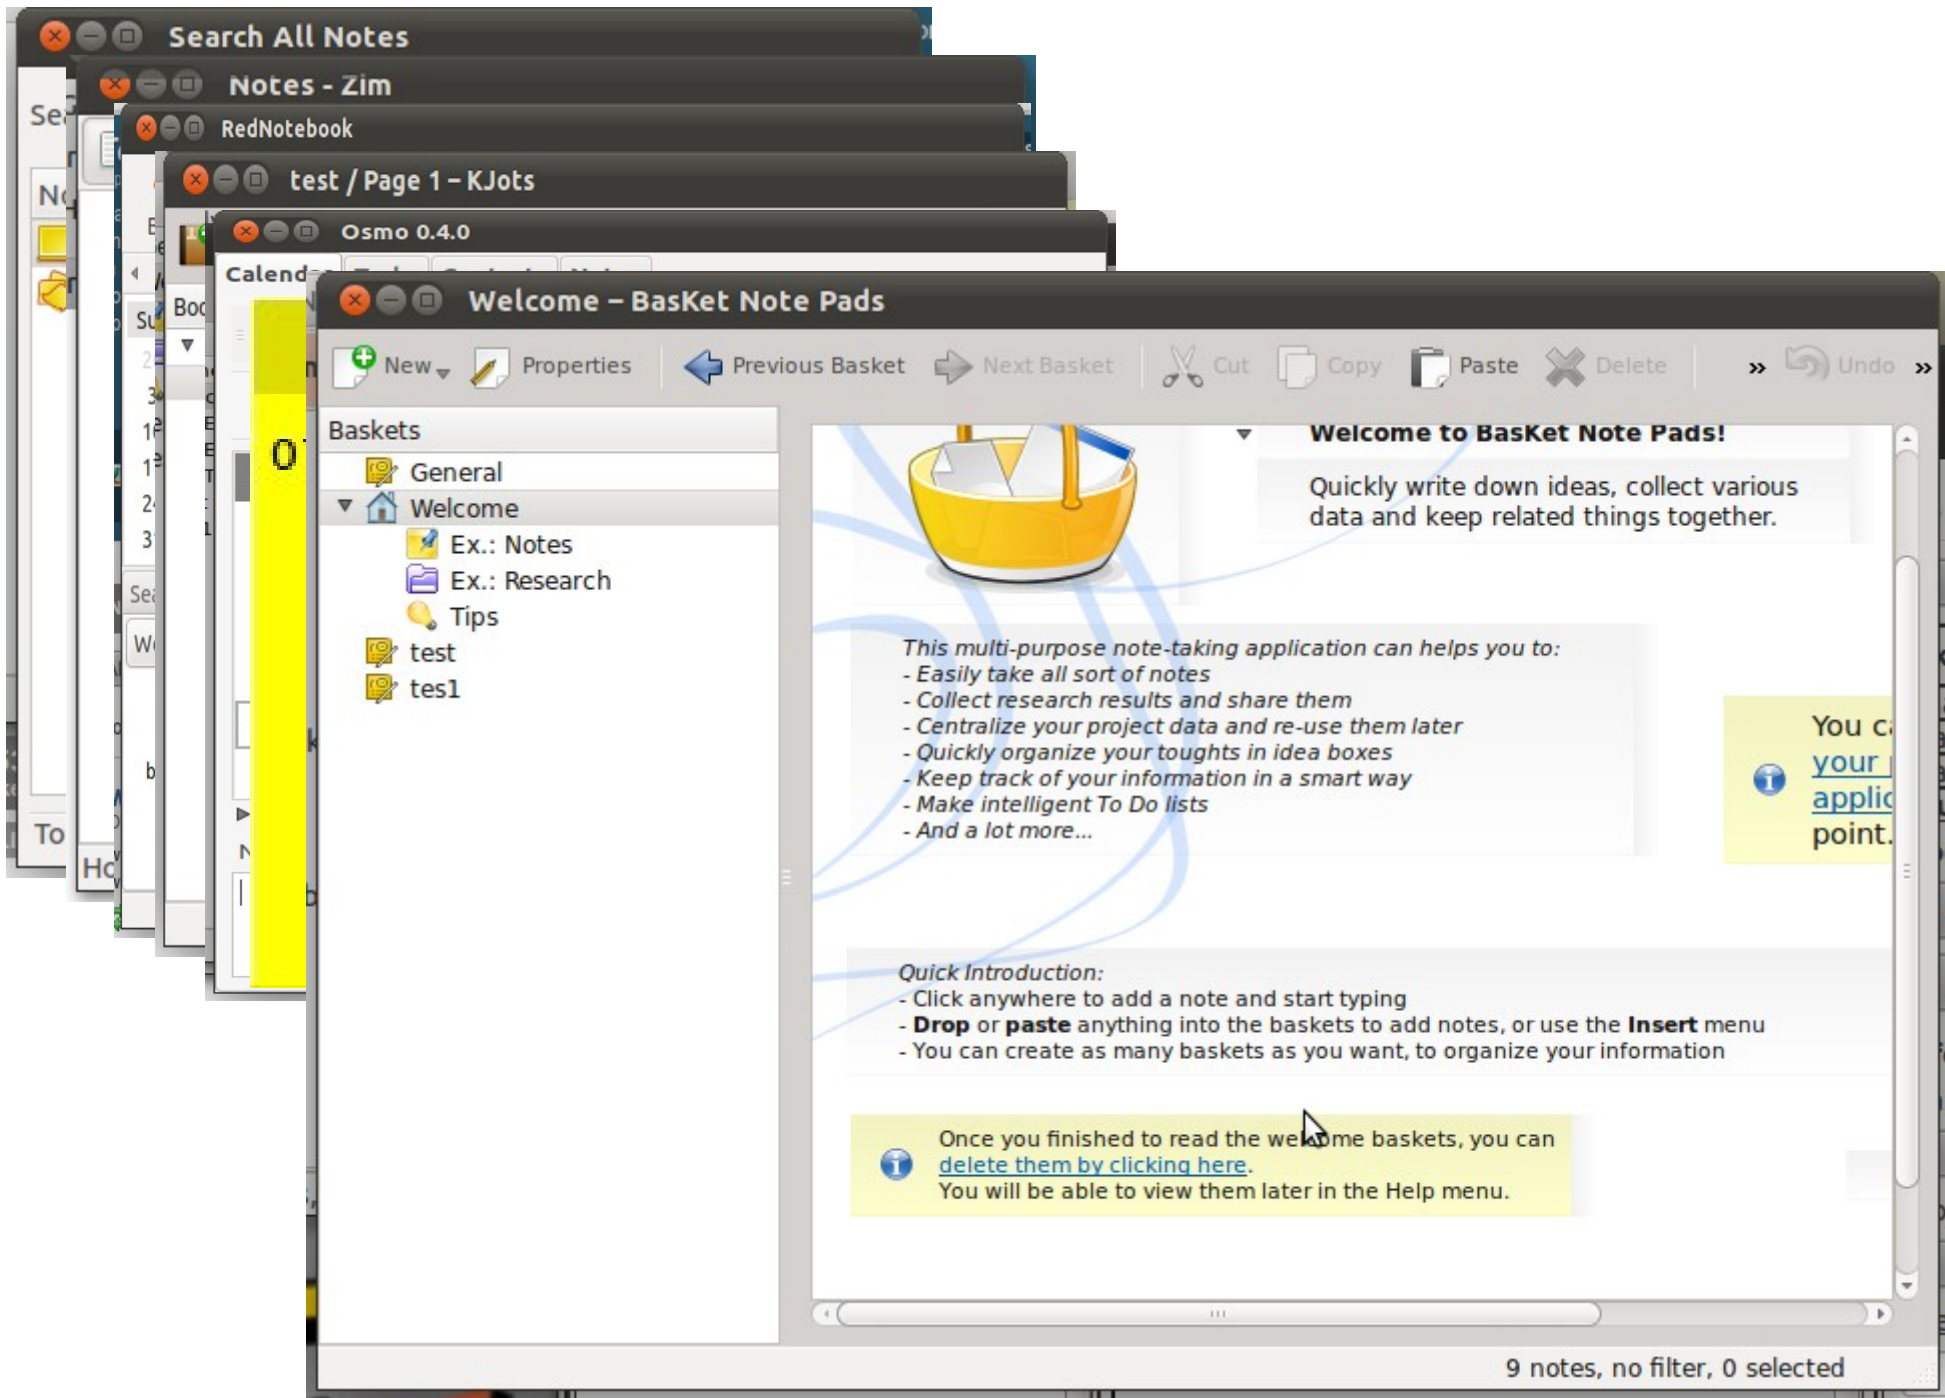 Search All Notes
Notes - Zim
RedNotebook
test / Page 1 – KJots
Osmo 0.4.0
Welcome – BasKet Note Pads
New
Properties
Previous Basket
Next Basket
Cut
Copy
Paste
Delete
»
Undo
»
Baskets
General
Welcome
Ex.: Notes
Ex.: Research
Tips
test
tes1
Welcome to BasKet Note Pads!
Quickly write down ideas, collect various
data and keep related things together.
This multi-purpose note-taking application can helps you to:
- Easily take all sort of notes
- Collect research results and share them
- Centralize your project data and re-use them later
- Quickly organize your toughts in idea boxes
- Keep track of your information in a smart way
- Make intelligent To Do lists
- And a lot more...
You
your
point.
Quick Introduction:
- Click anywhere to add a note and start typing
- Drop or paste anything into the baskets to add notes, or use the Insert menu
- You can create as many baskets as you want, to organize your information
Once you finished to read the welcome baskets, you can
delete them by clicking here.
You will be able to view them later in the Help menu.
9 notes, no filter, 0 selected